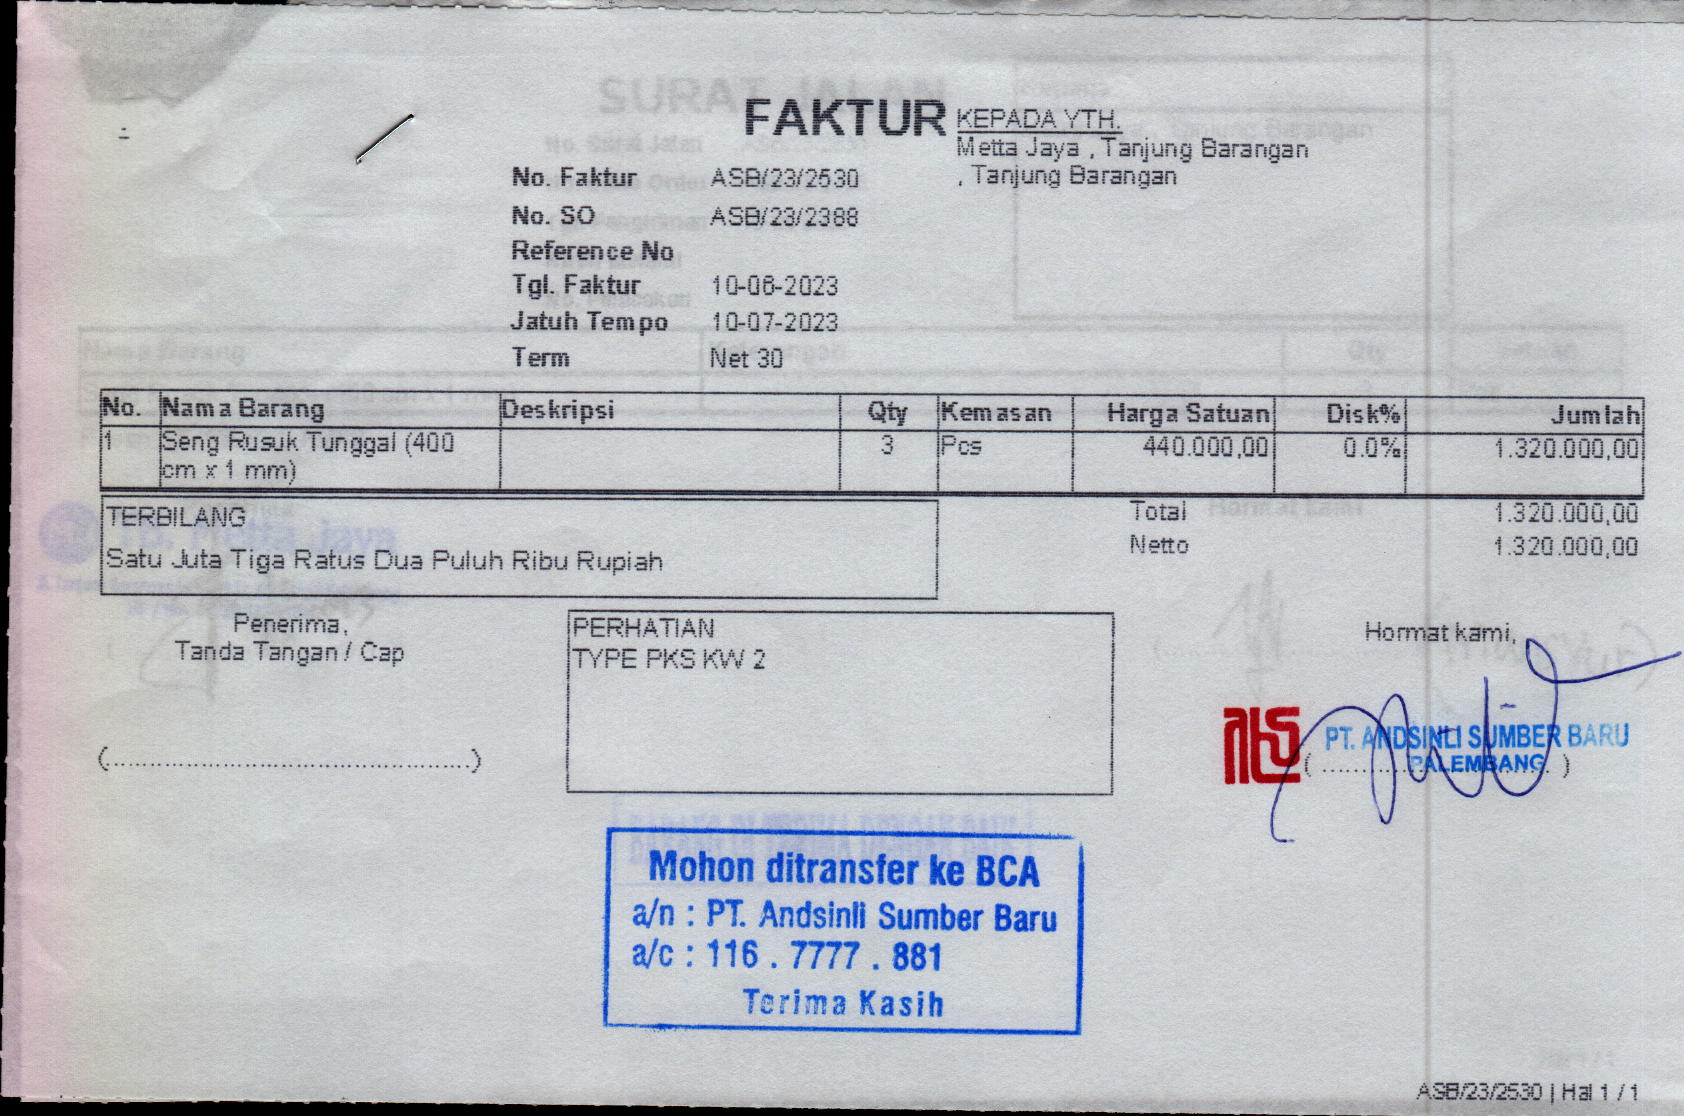 FAKTUR
KEPADA YTH.
Metta Jaya , Tanjung Barangan
, Tanjung Barangan
No. Faktur ASB/23/2530
No. SO ASB/23/2388
Reference No
Tgl. Faktur 10-06-2023
Jatuh Tempo 10-07-2023
Term Net 30
No. Nama Barang Deskripsi Qty Kemasan Harga Satuan Disk% Jumlah
1 Seng Rusuk Tunggal (400 3 Pcs 440.000,00 0.0% 1.320.000,00
cm x 1 mm)
TERBILANG
Satu Juta Tiga Ratus Dua Puluh Ribu Rupiah
Total 1.320.000,00
Netto 1.320.000,00
Penerima,
Tanda Tangan / Cap
(................................................)
PERHATIAN
TYPE PKS KW 2
Hormat kami,
PT. ANDSINLI SUMBER BARU
PALEMBANG
Mohon ditransfer ke BCA
a/n : PT. Andsinli Sumber Baru
a/c : 116 . 7777 . 881
Terima Kasih
ASB/23/2530 | Hal 1 / 1
SURAT JALAN